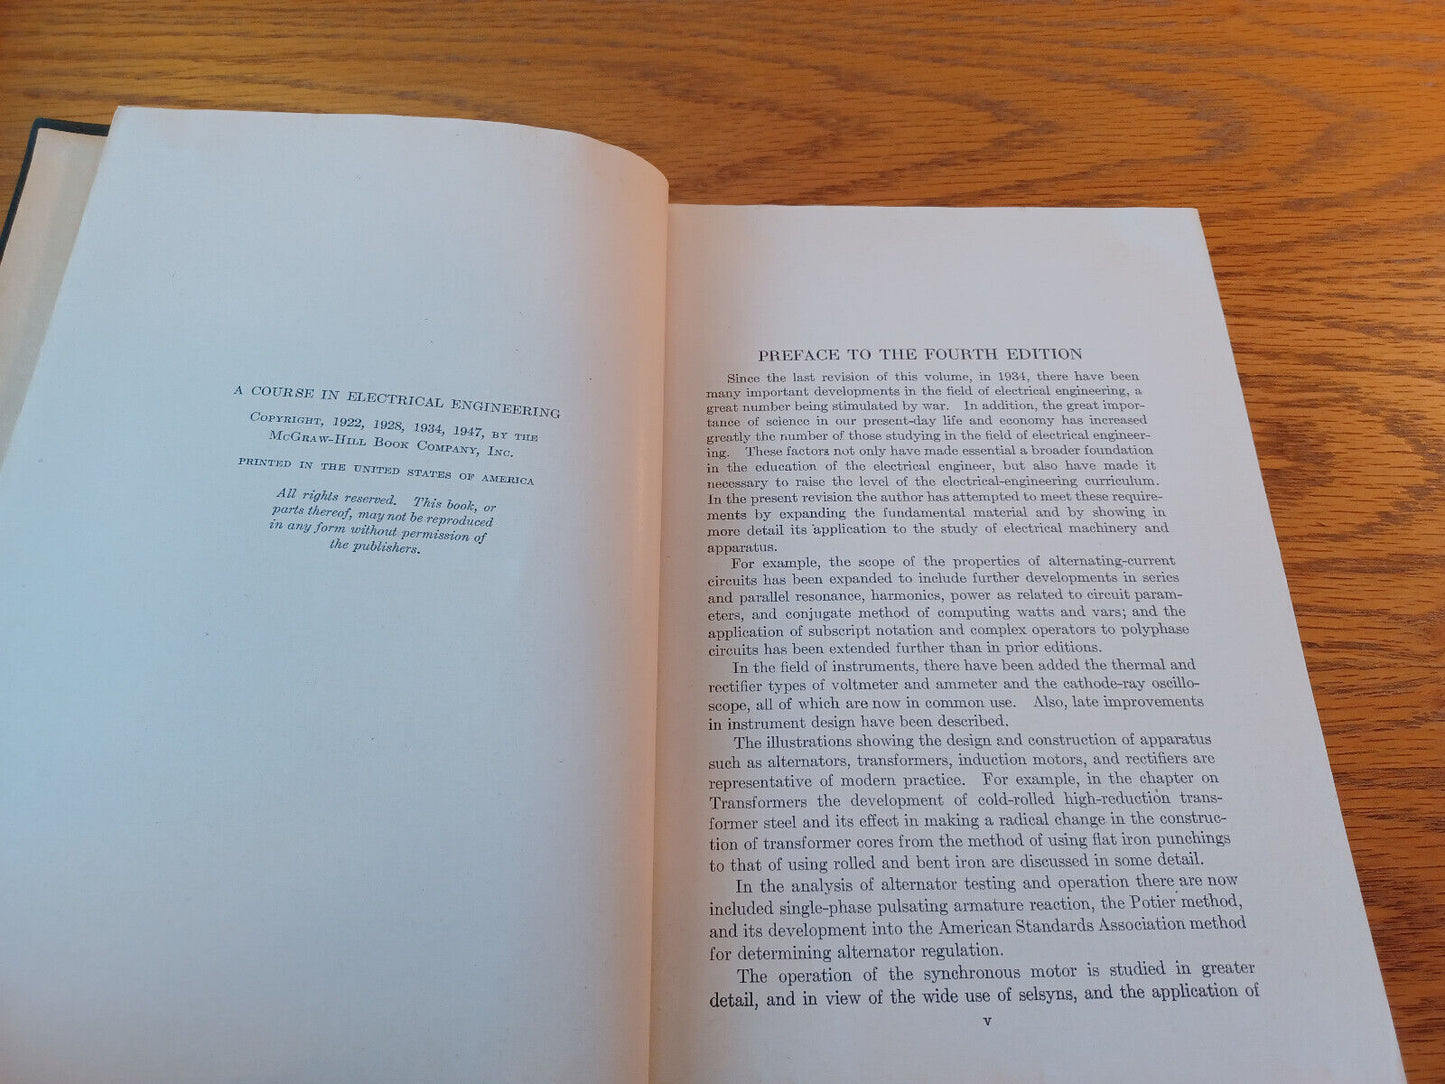 A COURSE IN ELECTRICAL ENGINEERING
COPYRIGHT, 1922, 1928, 1934, 1947, BY THE
MCGRAW-HILL BOOK COMPANY, INC.
PRINTED IN THE UNITED STATES OF AMERICA
All rights reserved. This book, or
parts thereof, may not be reproduced
in any form without permission of
the publishers.
PREFACE TO THE FOURTH EDITION
Since the last revision of this volume, in 1934, there have been
many important developments in the field of electrical engineering, a
great number being stimulated by war. In addition, the great impor-
tance of science in our present-day life and economy has increased
greatly the number of those studying in the field of electrical engineer-
ing. These factors not only have made essential a broader foundation
in the education of the electrical engineer, but also have made it
necessary to raise the level of the electrical-engineering curriculum.
In the present revision the author has attempted to meet these require-
ments by expanding the fundamental material and by showing in
more detail its application to the study of electrical machinery and
apparatus.
For example, the scope of the properties of alternating-current
circuits has been expanded to include further developments in series
and parallel resonance, harmonics, power as related to circuit param-
eters, and conjugate method of computing watts and vars; and the
application of subscript notation and complex operators to polyphase
circuits has been extended further than in prior editions.
In the field of instruments, there have been added the thermal and
rectifier types of voltmeter and ammeter and the cathode-ray oscillo-
scope, all of which are now in common use. Also, late improvements
in instrument design have been described.
The illustrations showing the design and construction of apparatus
such as alternators, transformers, induction motors, and rectifiers are
representative of modern practice. For example, in the chapter on
Transformers the development of cold-rolled high-reduction trans-
former steel and its effect in making a radical change in the construc-
tion of transformer cores from the method of using flat iron punchings
to that of using rolled and bent iron are discussed in some detail.
In the analysis of alternator testing and operation there are now
included single-phase pulsating armature reaction, the Potier method,
and its development into the American Standards Association method
for determining alternator regulation.
The operation of the synchronous motor is studied in greater
detail, and in view of the wide use of selsyns, and the application of
v